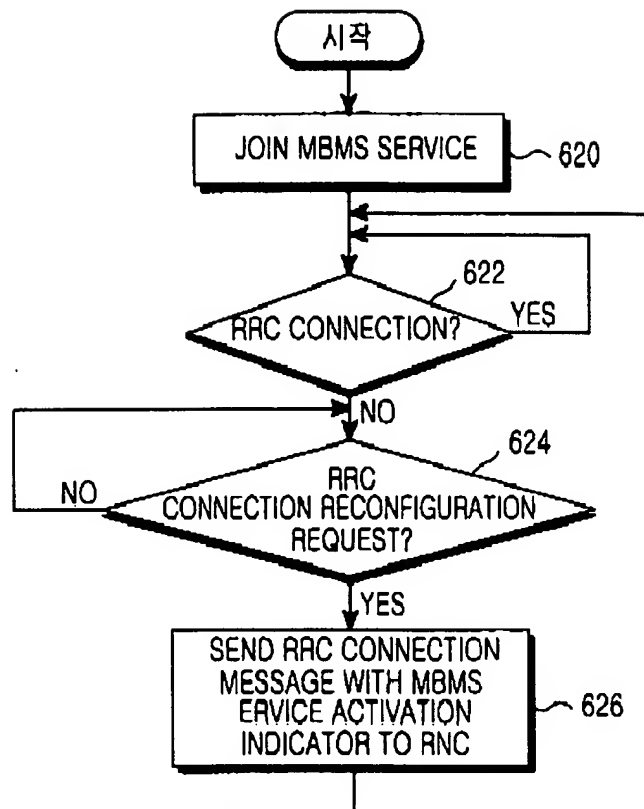 시작
JOIN MBMS SERVICE
620
622
RRC CONNECTION?
YES
NO
624
RRC
CONNECTION RECONFIGURATION
REQUEST?
NO
YES
SEND RRC CONNECTION
MESSAGE WITH MBMS
ERVICE ACTIVATION
INDICATOR TO RNC
626